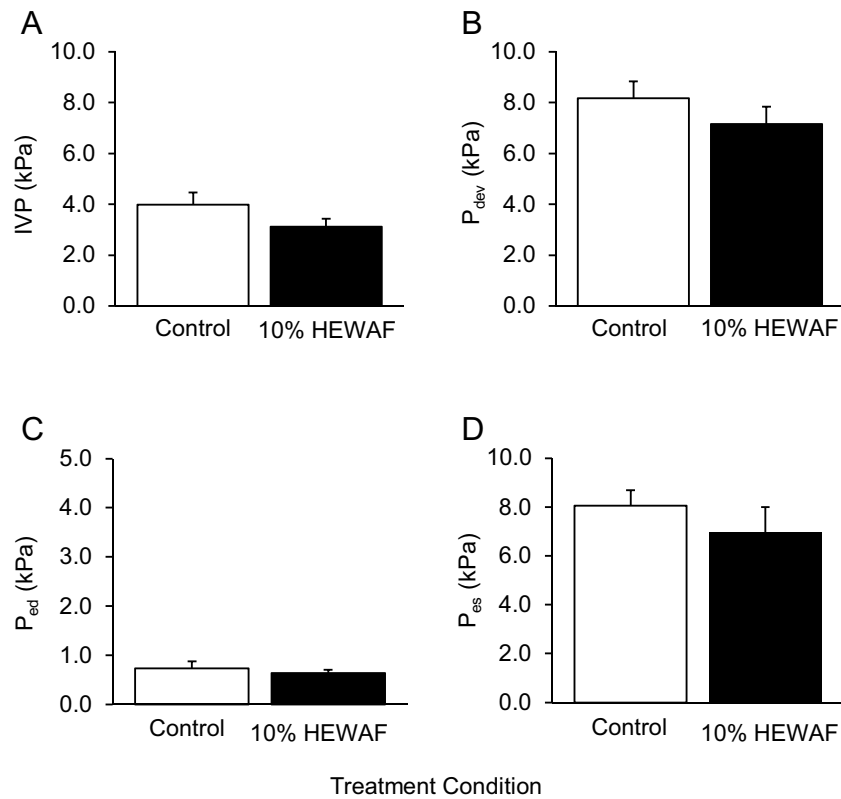 A
IVP (kPa)
10.0
8.0
6.0
4.0
2.0
0.0
Control 10% HEWAF
B
Pdev (kPa)
10.0
8.0
6.0
4.0
2.0
0.0
Control 10% HEWAF
C
Ped (kPa)
5.0
4.0
3.0
2.0
1.0
0.0
Control 10% HEWAF
D
Pes (kPa)
10.0
8.0
6.0
4.0
2.0
0.0
Control 10% HEWAF
Treatment Condition